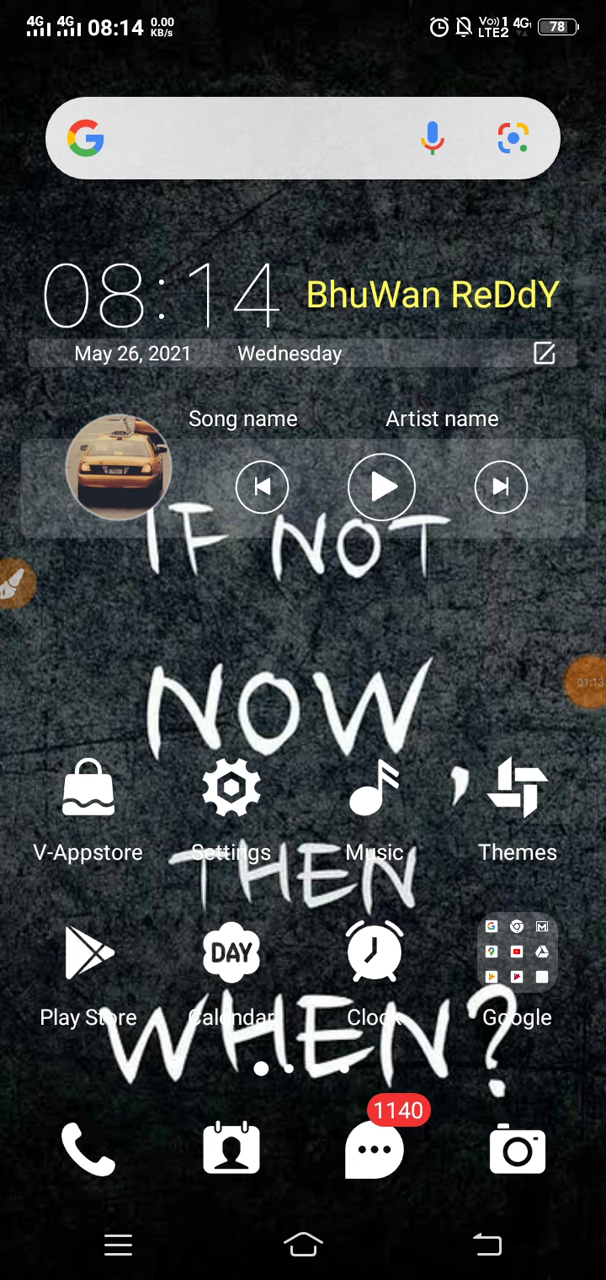 4G 4G 08:14 0.00 KB/s Vo)) 1 LTE2 4G 78
08:14 BhuWan ReDdY
May 26, 2021 Wednesday
Song name Artist name
IF NOT
01:13
NOW,
V-Appstore Settings Music Themes
THEN
DAY
Play Store Calendar Clock Google
WHEN?
1140